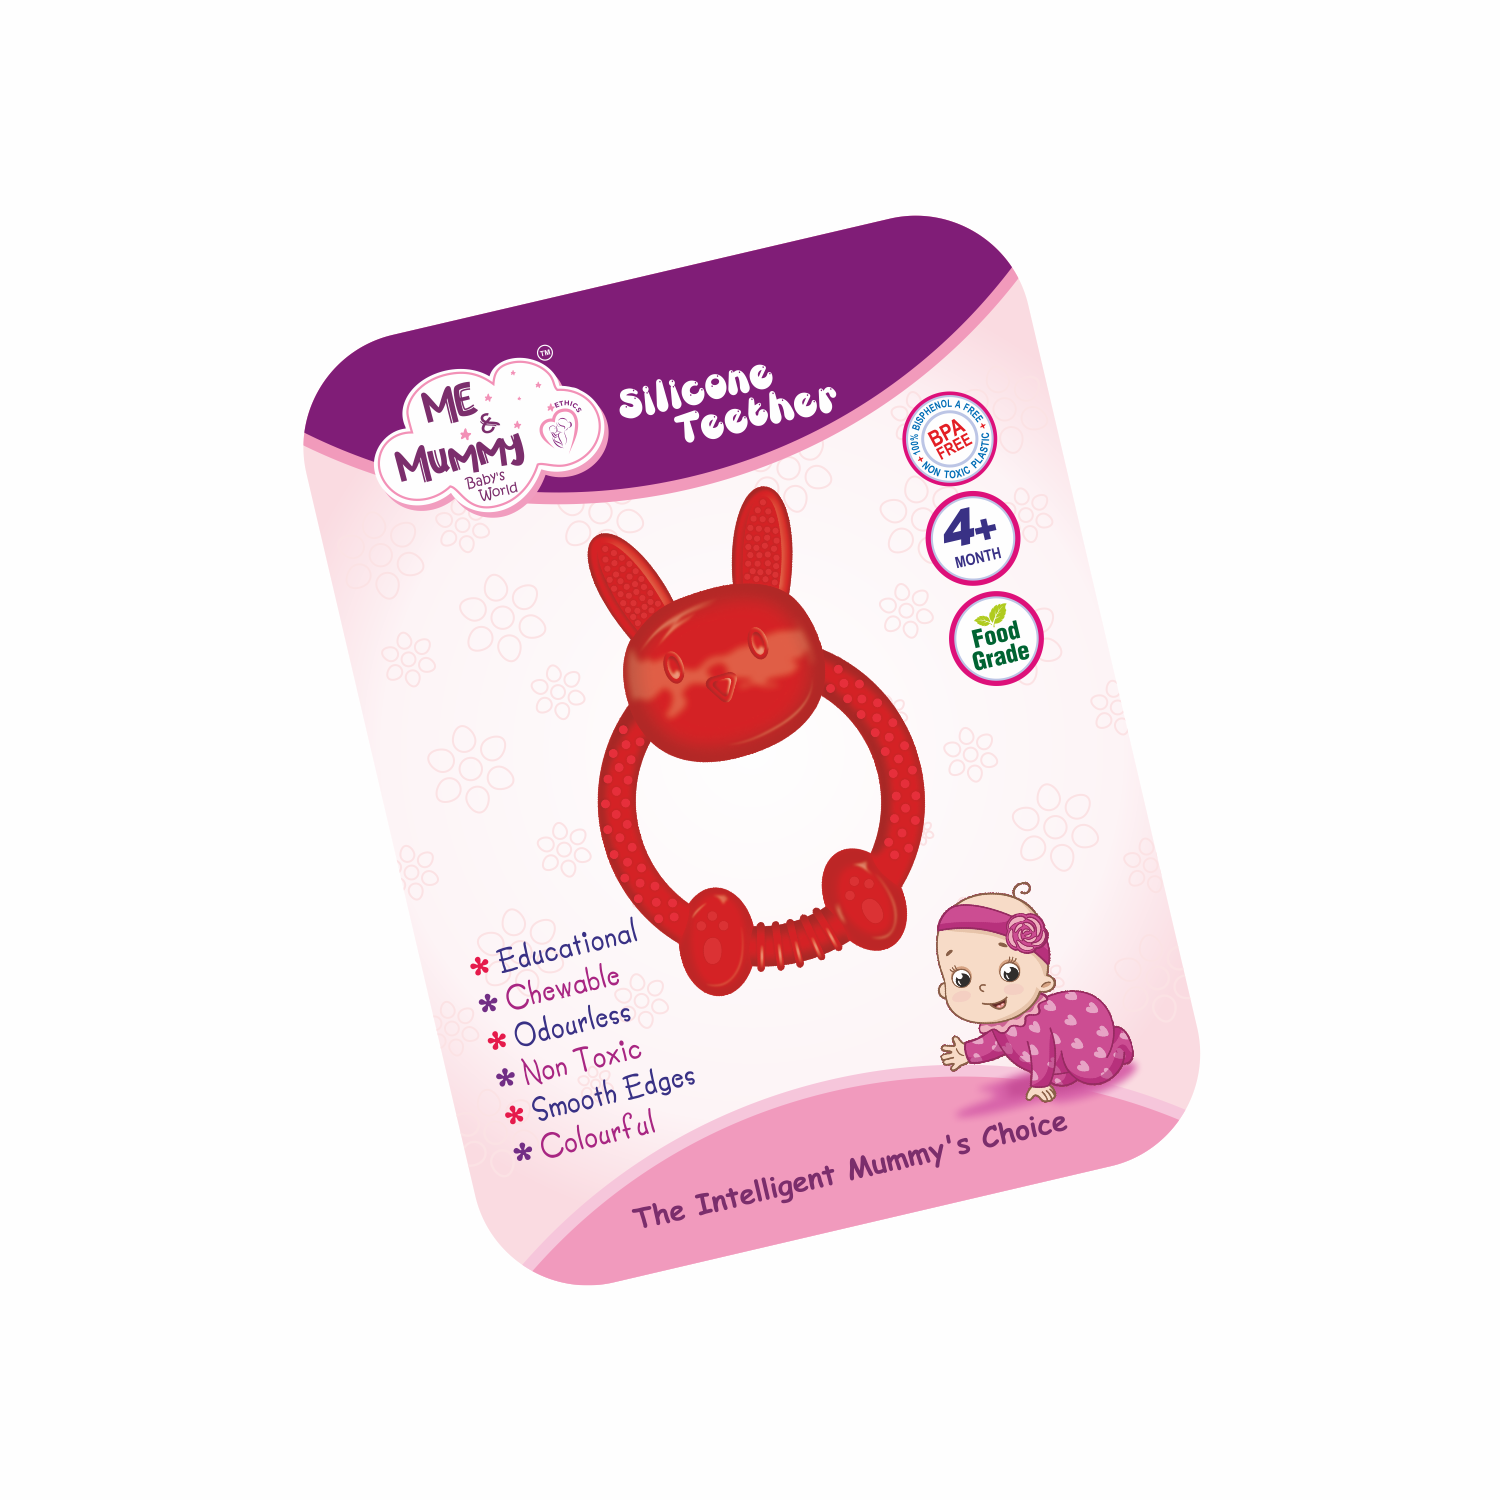 TM
ME
&
MUMMY
Baby's
World
ETHICS
Silicone
Teether
100% BISPHENOL A FREE
BPA
FREE
NON TOXIC PLASTIC
4+
MONTH
Food
Grade
* Educational
* Chewable
* Odourless
* Non Toxic
* Smooth Edges
* Colourful
The Intelligent Mummy's Choice